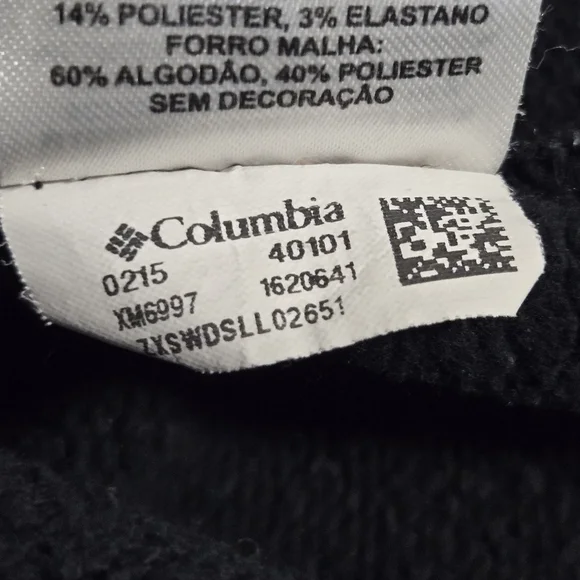 14% POLIESTER, 3% ELASTANO
FORRO MALHA:
60% ALGODÃO, 40% POLIESTER
SEM DECORAÇÃO
Columbia
0215 40101
XM6997 1620641
ZXSWDSLL02651